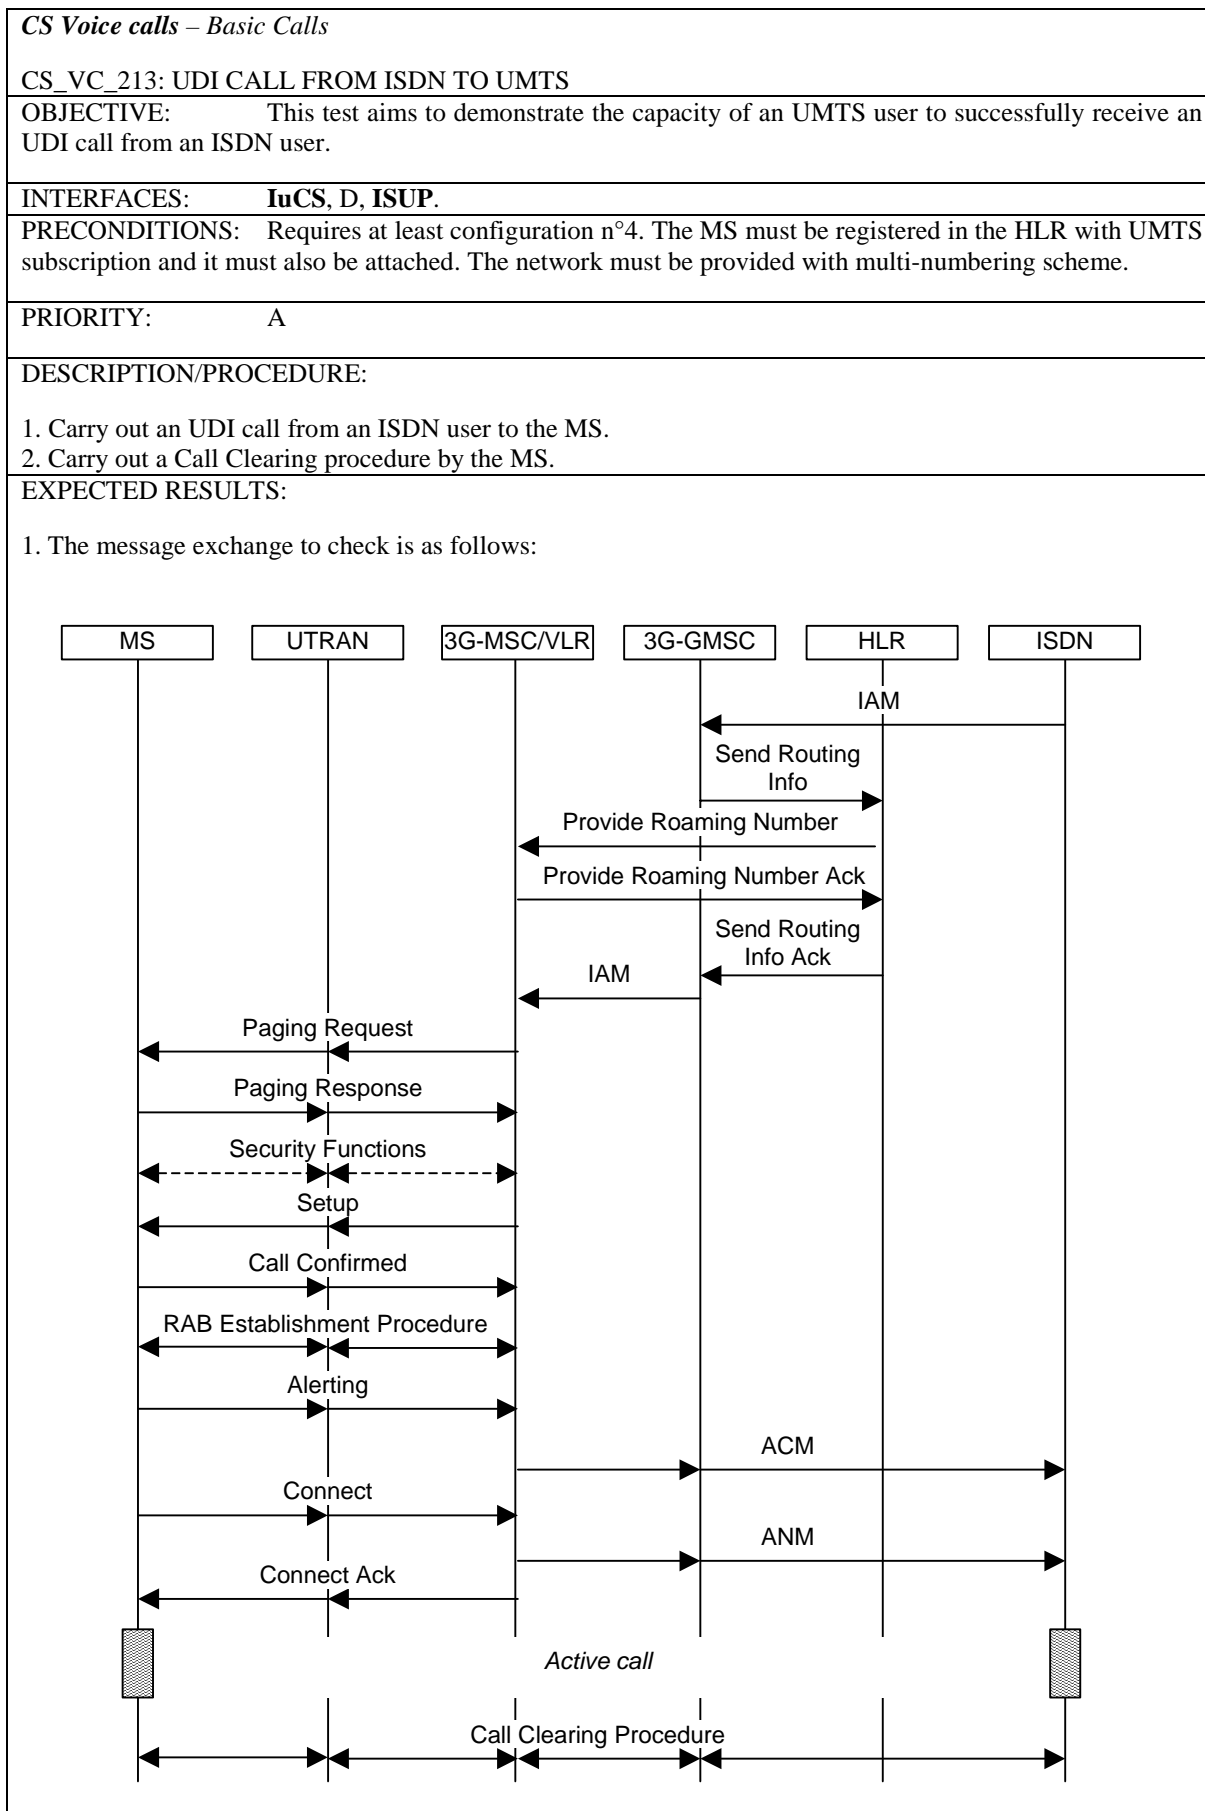 CS Voice calls – Basic Calls
CS_VC_213: UDI CALL FROM ISDN TO UMTS
OBJECTIVE: This test aims to demonstrate the capacity of an UMTS user to successfully receive an
UDI call from an ISDN user.
INTERFACES: IuCS, D, ISUP.
PRECONDITIONS: Requires at least configuration n°4. The MS must be registered in the HLR with UMTS
subscription and it must also be attached. The network must be provided with multi-numbering scheme.
PRIORITY: A
DESCRIPTION/PROCEDURE:
1. Carry out an UDI call from an ISDN user to the MS.
2. Carry out a Call Clearing procedure by the MS.
EXPECTED RESULTS:
1. The message exchange to check is as follows:
MS UTRAN 3G-MSC/VLR 3G-GMSC HLR ISDN
IAM
Send Routing
Info
Provide Roaming Number
Provide Roaming Number Ack
Send Routing
Info Ack
IAM
Paging Request
Paging Response
Security Functions
Setup
Call Confirmed
RAB Establishment Procedure
Alerting
ACM
Connect
ANM
Connect Ack
Active call
Call Clearing Procedure